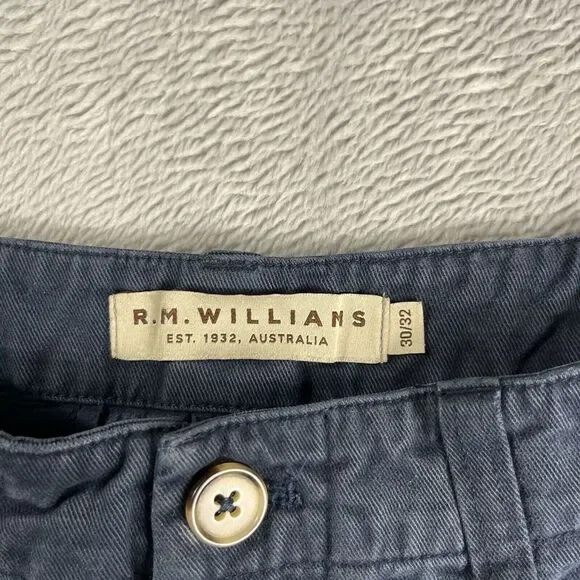 R.M.WILLIANS
EST. 1932, AUSTRALIA
30/32